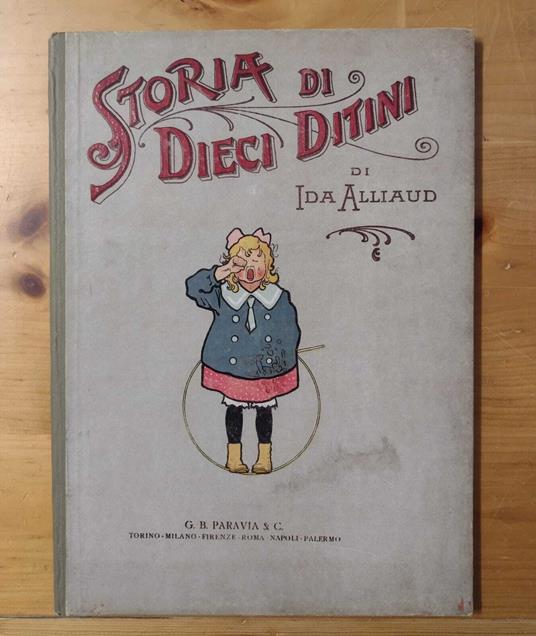 STORIA DI
DIECI DITINI
DI
IDA ALLIAUD
G. B. PARAVIA & C.
TORINO - MILANO - FIRENZE - ROMA - NAPOLI - PALERMO